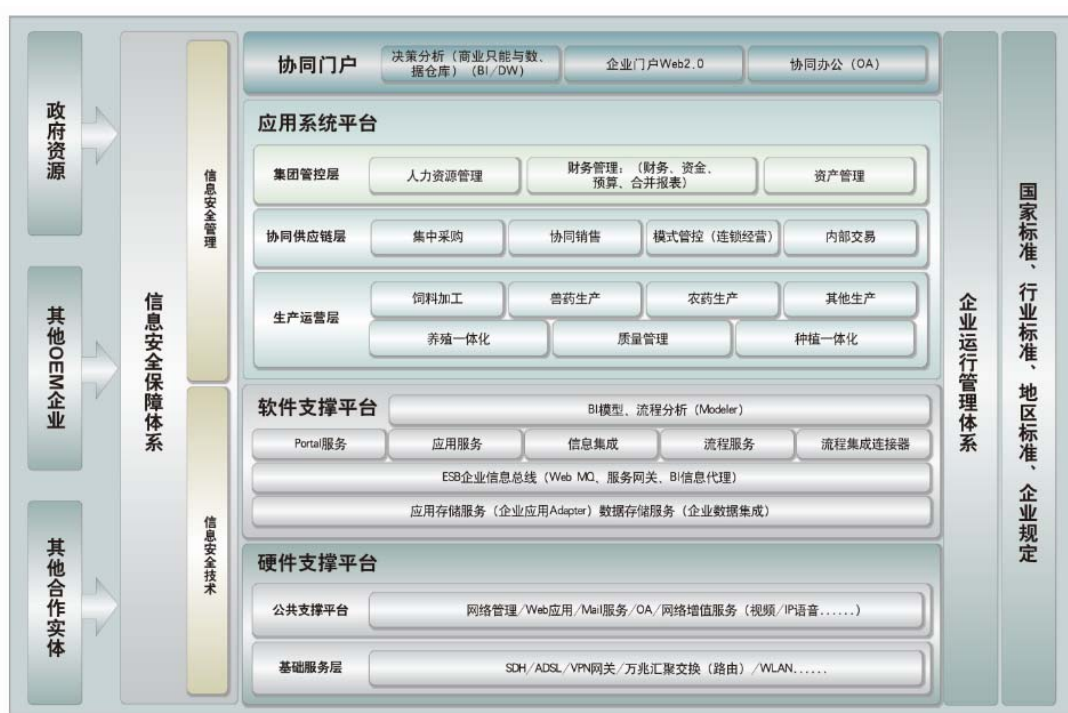 政府资源
其他OEM企业
其他合作实体
信息安全保障体系
信息安全管理
信息安全技术
协同门户
决策分析（商业只能与数、
据仓库）（BI/DW）
企业门户Web2.0
协同办公（OA）
应用系统平台
集团管控层
人力资源管理
财务管理：（财务、资金、
预算、合并报表）
资产管理
协同供应链层
集中采购
协同销售
模式管控（连锁经营）
内部交易
生产运营层
饲料加工
兽药生产
农药生产
其他生产
养殖一体化
质量管理
种植一体化
软件支撑平台
BI模型、流程分析（Modeler）
Portal服务
应用服务
信息集成
流程服务
流程集成连接器
ESB企业信息总线（Web MQ、服务网关、BI信息代理）
应用存储服务（企业应用Adapter）数据存储服务（企业数据集成）
硬件支撑平台
公共支撑平台
网络管理/Web应用/Mail服务/OA/网络增值服务（视频/IP语音......）
基础服务层
SDH/ADSL/VPN网关/万兆汇聚交换（路由）/WLAN......
企业运行管理体系
国家标准、行业标准、地区标准、企业规定